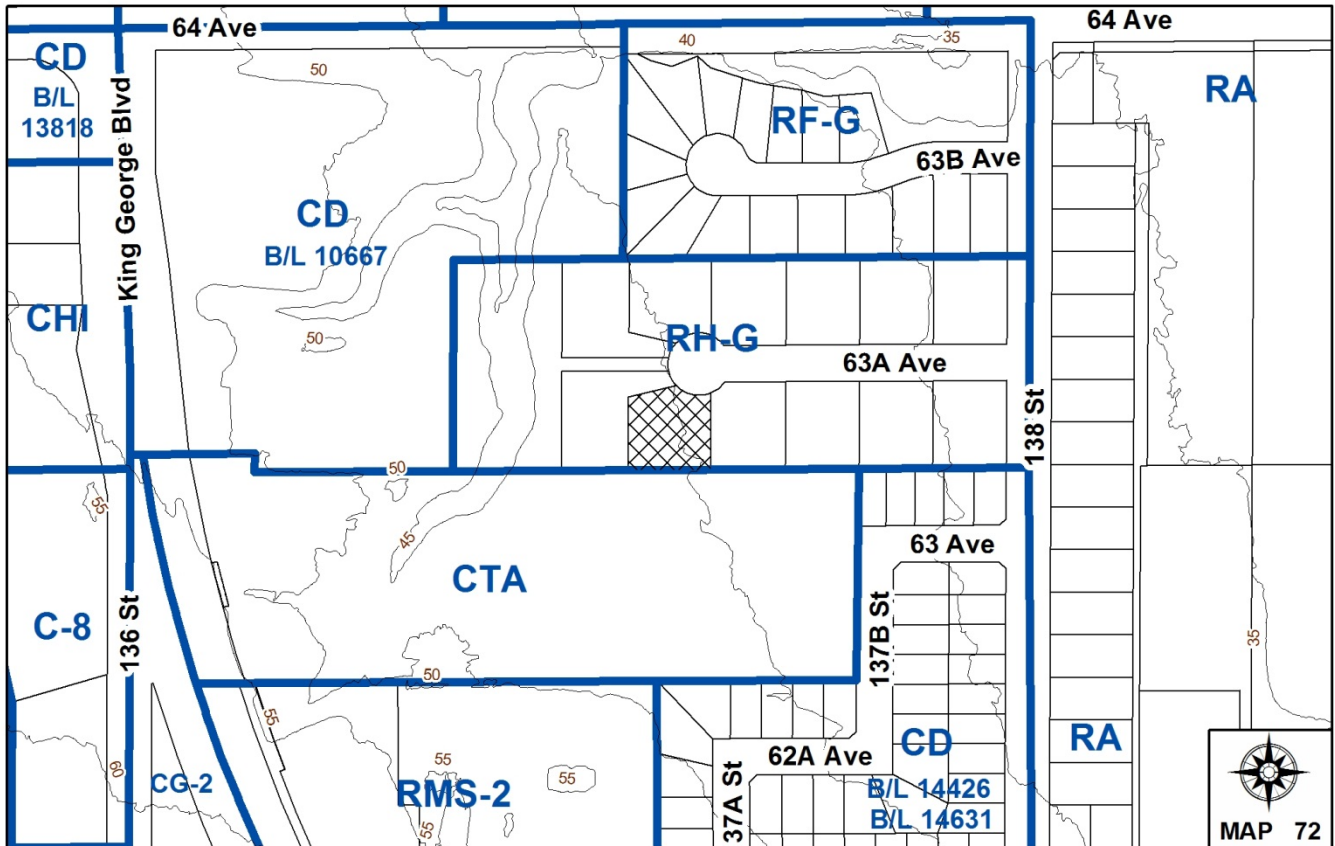 64 Ave
64 Ave
40
35
CD
B/L
13818
King George Blvd
50
RA
RF-G
63B Ave
CD
B/L 10667
CHI
50
RH-G
63A Ave
138 St
50
55
45
CTA
63 Ave
C-8
136 St
137B St
35
50
55
60
CG-2
55
55
RMS-2
55
62A Ave
37A St
CD
B/L 14426
B/L 14631
RA
MAP 72